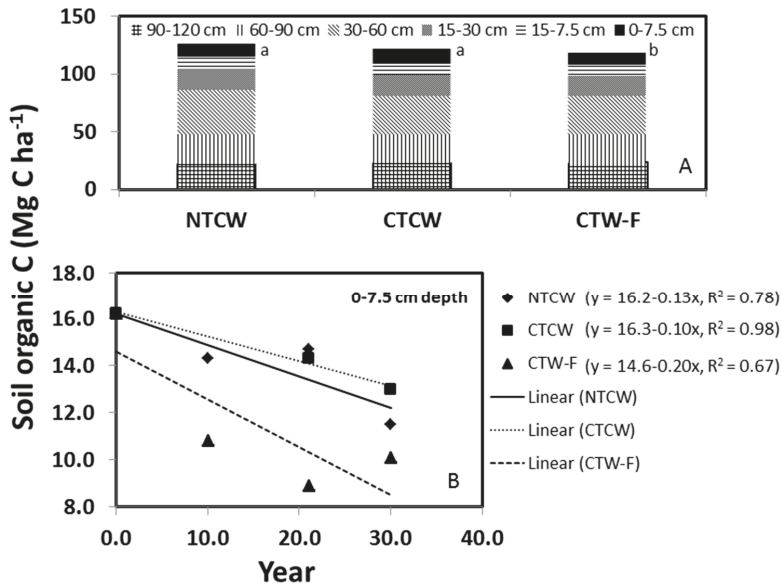 Soil organic C (Mg C ha-1)
150
90-120 cm 60-90 cm 30-60 cm 15-30 cm 15-7.5 cm 0-7.5 cm
a
a
b
100
50
A
0
NTCW CTCW CTW-F
18.0
0-7.5 cm depth
16.0
14.0
12.0
10.0
8.0
B
0.0 10.0 20.0 30.0 40.0
Year
NTCW (y = 16.2-0.13x, R² = 0.78)
CTCW (y = 16.3-0.10x, R² = 0.98)
CTW-F (y = 14.6-0.20x, R² = 0.67)
Linear (NTCW)
Linear (CTCW)
Linear (CTW-F)